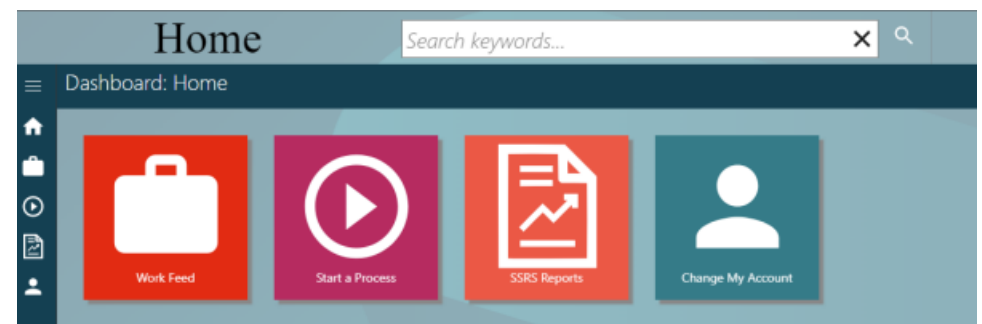 Home
Search keywords...
Dashboard: Home
Work Feed
Start a Process
SSRS Reports
Change My Account